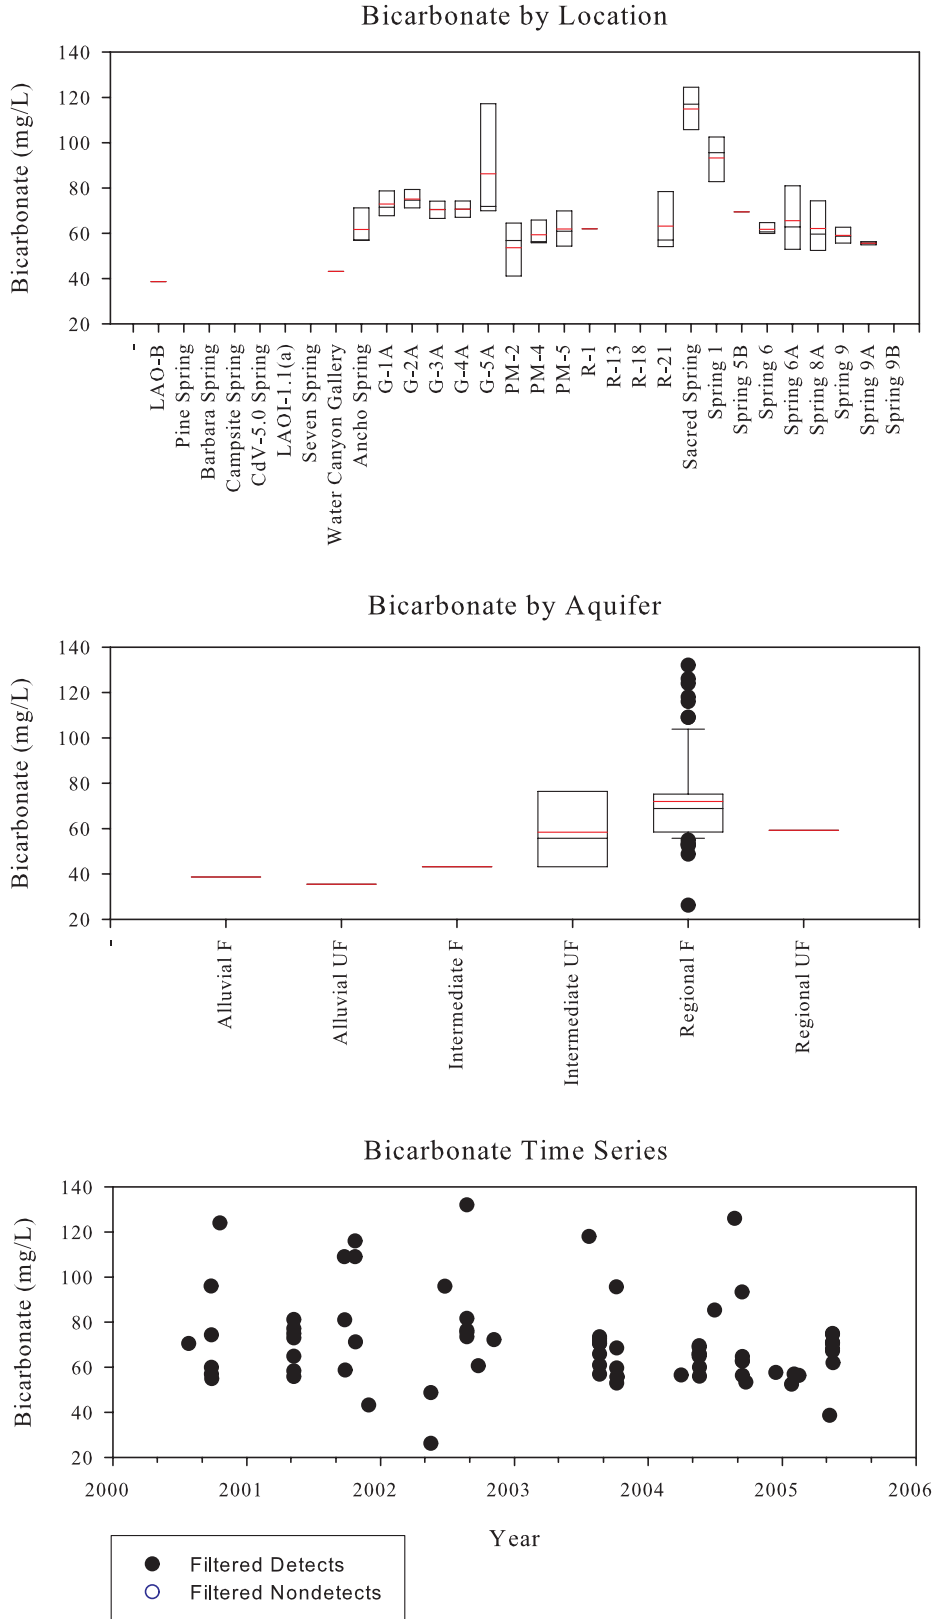 Bicarbonate by Location
Bicarbonate (mg/L)
140
120
100
80
60
40
20
-
LAO-B
Pine Spring
Barbara Spring
Campsite Spring
CdV-5.0 Spring
LAOI-1.1(a)
Seven Spring
Water Canyon Gallery
Ancho Spring
G-1A
G-2A
G-3A
G-4A
G-5A
PM-2
PM-4
PM-5
R-1
R-13
R-18
R-21
Sacred Spring
Spring 1
Spring 5B
Spring 6
Spring 6A
Spring 8A
Spring 9
Spring 9A
Spring 9B
Bicarbonate by Aquifer
Bicarbonate (mg/L)
140
120
100
80
60
40
20
-
Alluvial F
Alluvial UF
Intermediate F
Intermediate UF
Regional F
Regional UF
Bicarbonate Time Series
Bicarbonate (mg/L)
140
120
100
80
60
40
20
2000 2001 2002 2003 2004 2005 2006
Year
Filtered Detects
Filtered Nondetects